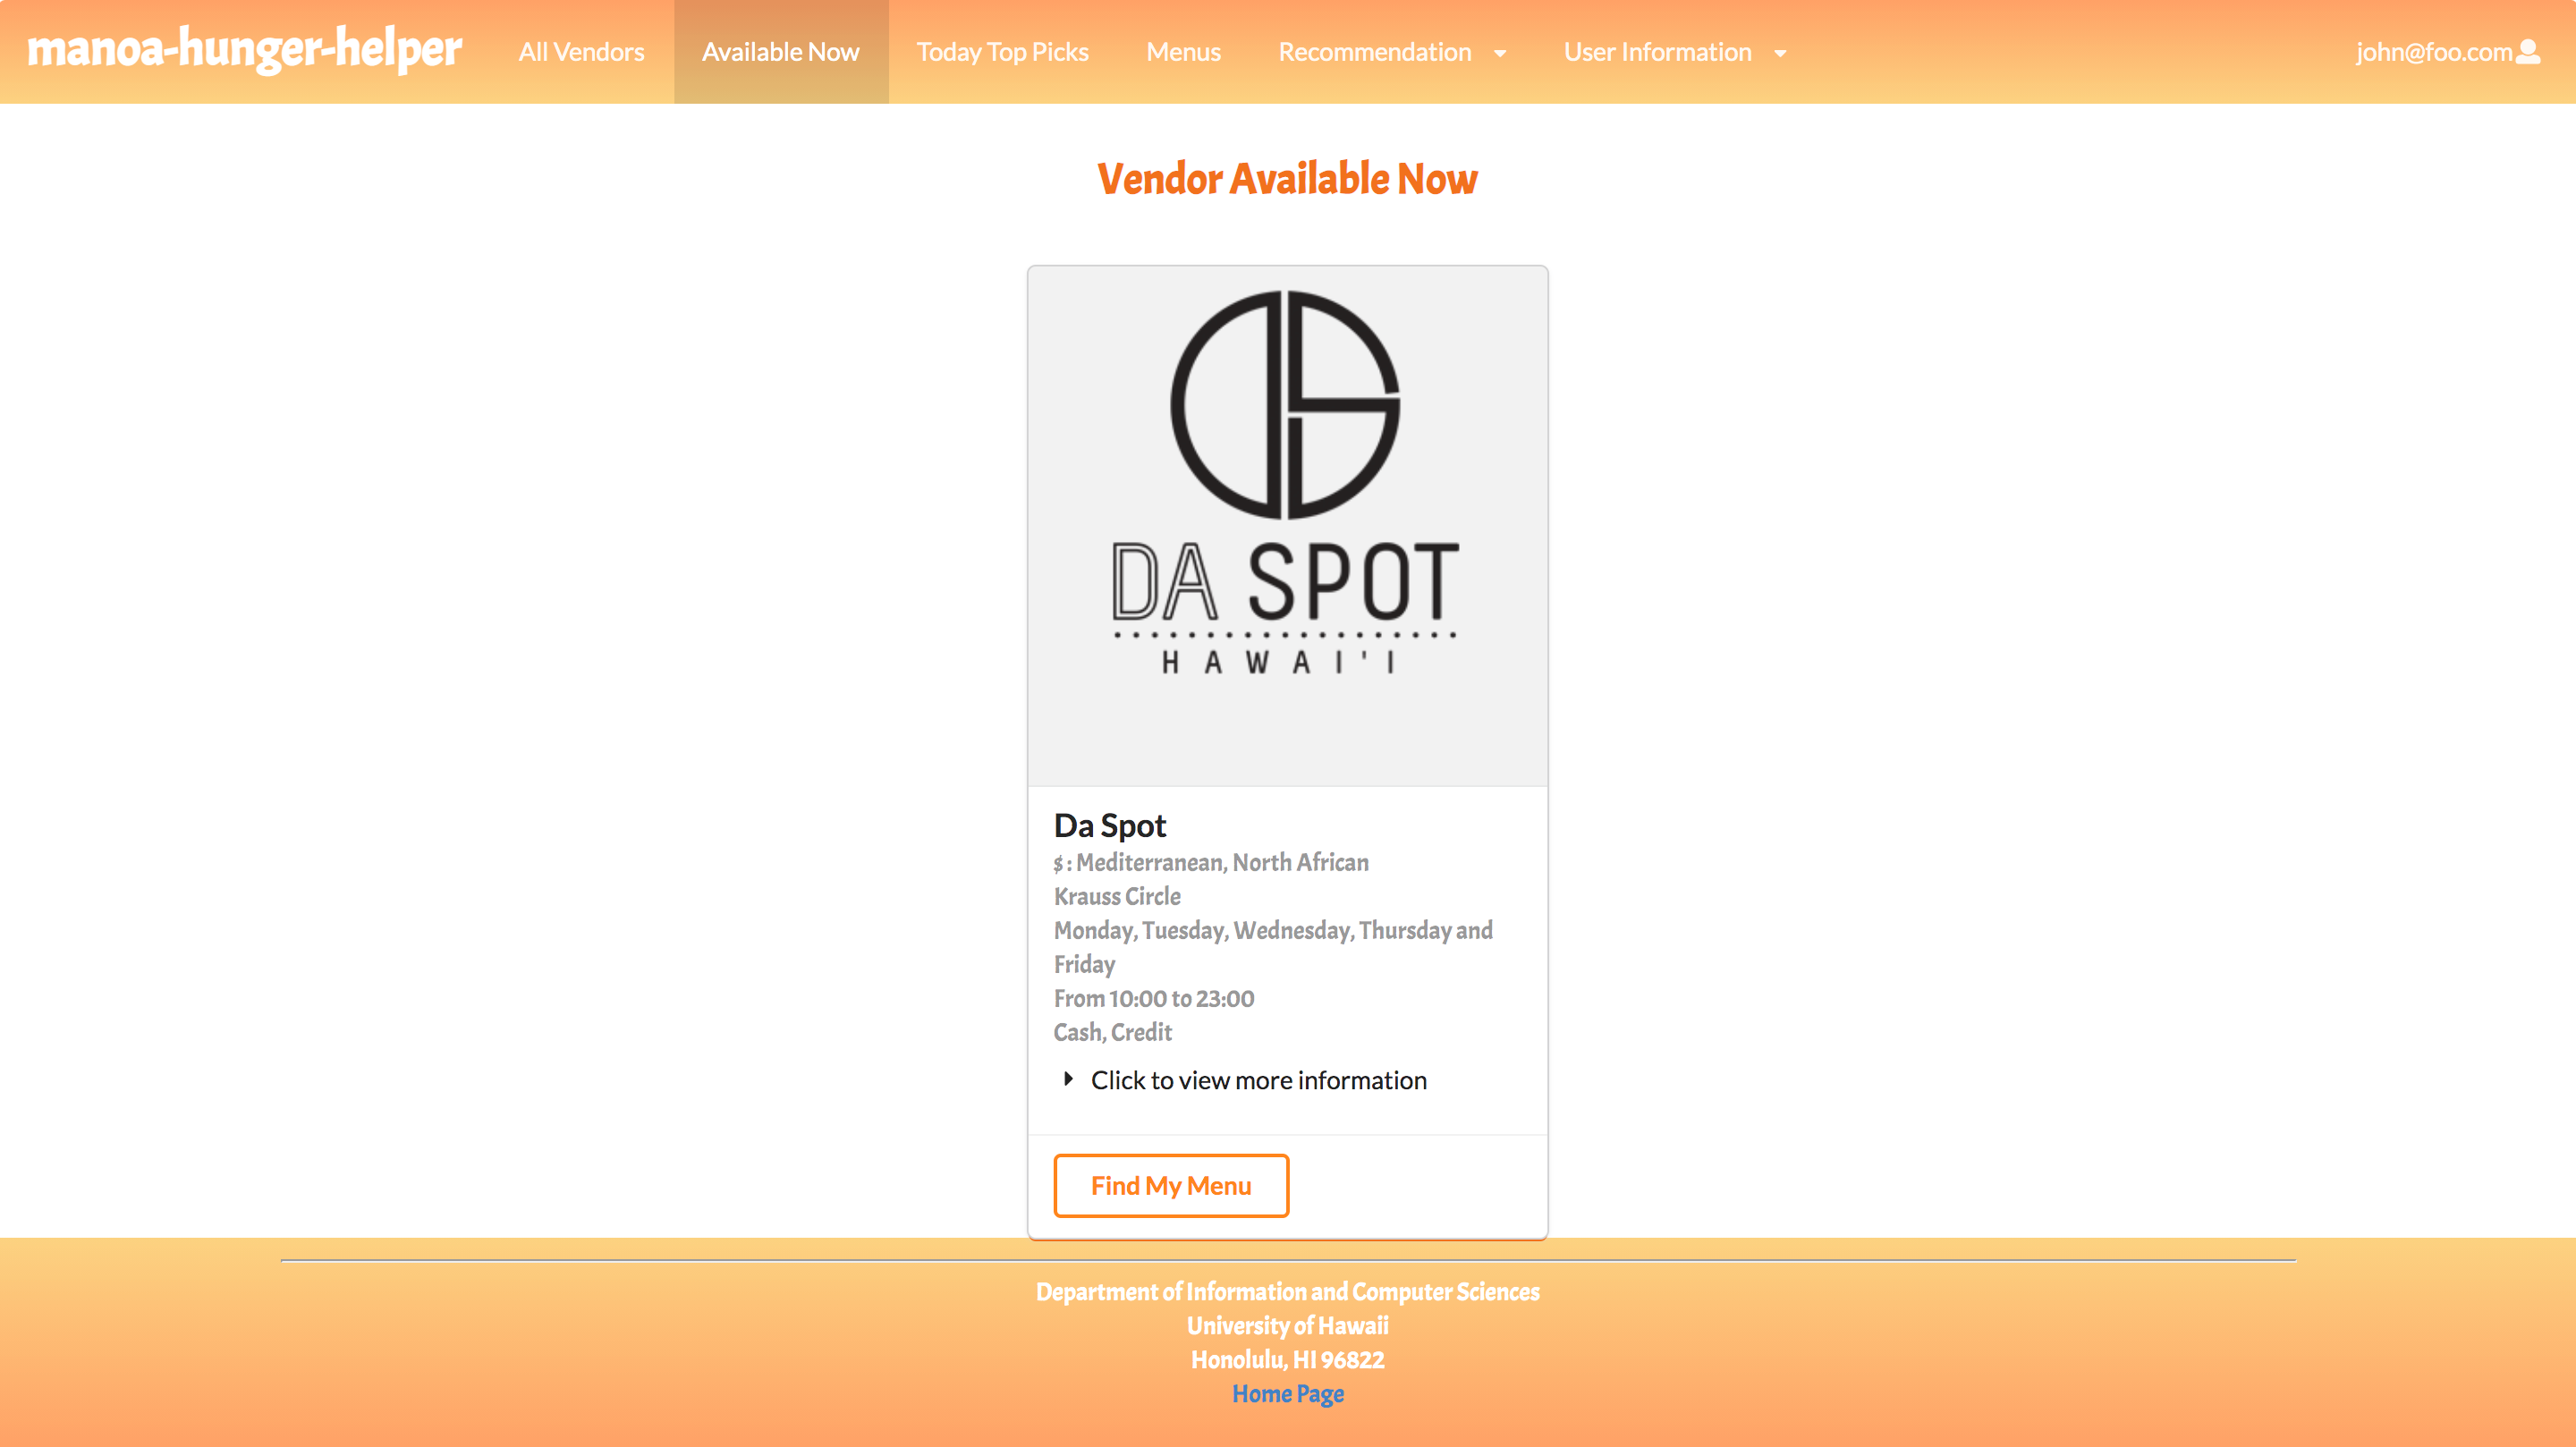 manoa-hunger-helper All Vendors Available Now Today Top Picks Menus Recommendation User Information john@foo.com
Vendor Available Now
DA SPOT
HAWAI'I
Da Spot
$ : Mediterranean, North African
Krauss Circle
Monday, Tuesday, Wednesday, Thursday and
Friday
From 10:00 to 23:00
Cash, Credit
Click to view more information
Find My Menu
Department of Information and Computer Sciences
University of Hawaii
Honolulu, HI 96822
Home Page